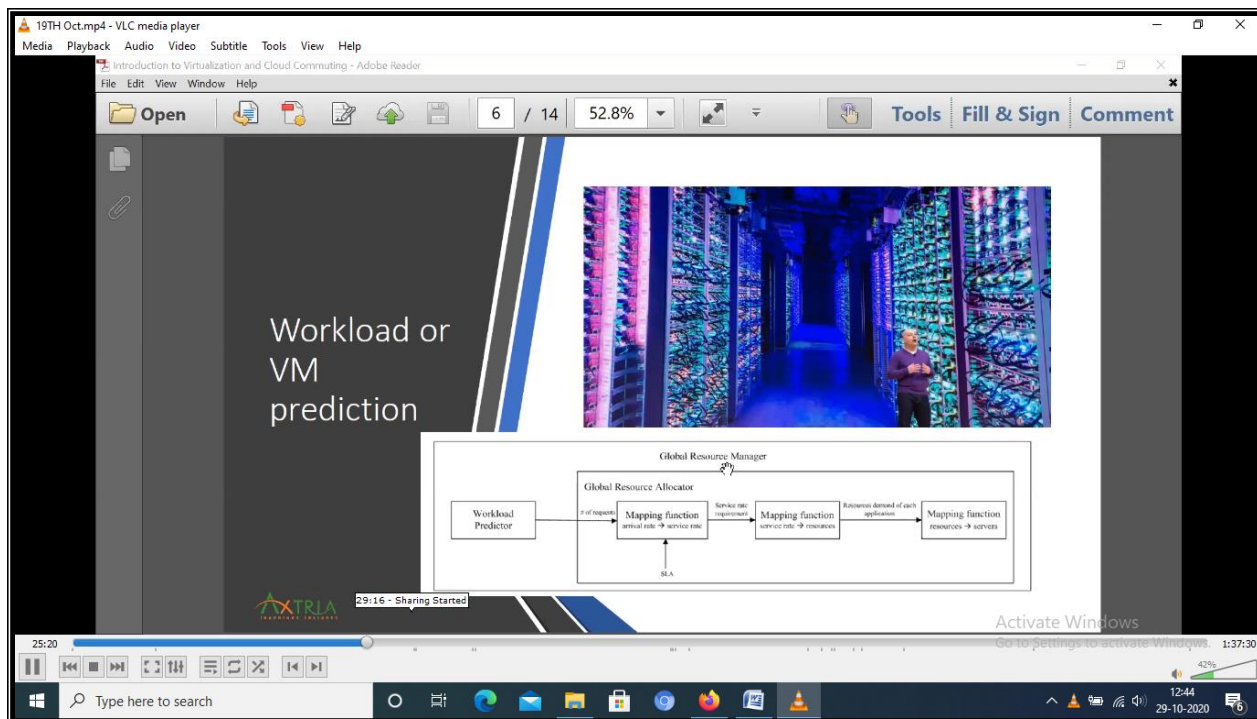 19TH Oct.mp4 - VLC media player
Media Playback Audio Video Subtitle Tools View Help
Introduction to Virtualization and Cloud Commuting - Adobe Reader
File Edit View Window Help
Open 6 / 14 52.8% Tools Fill & Sign Comment
Workload or
VM
prediction
Global Resource Manager
Global Resource Allocator
Workload
Predictor
# of requests
Mapping function
arrival rate → service rate
Service rate
requirement
Mapping function
service rate → resources
Resources demand of each
application
Mapping function
resources → servers
SLA
AXTRIA
29:16 - Sharing Started
Activate Windows
Go to Settings to activate Windows.
25:20
1:37:30
42%
Type here to search
12:44
29-10-2020
6